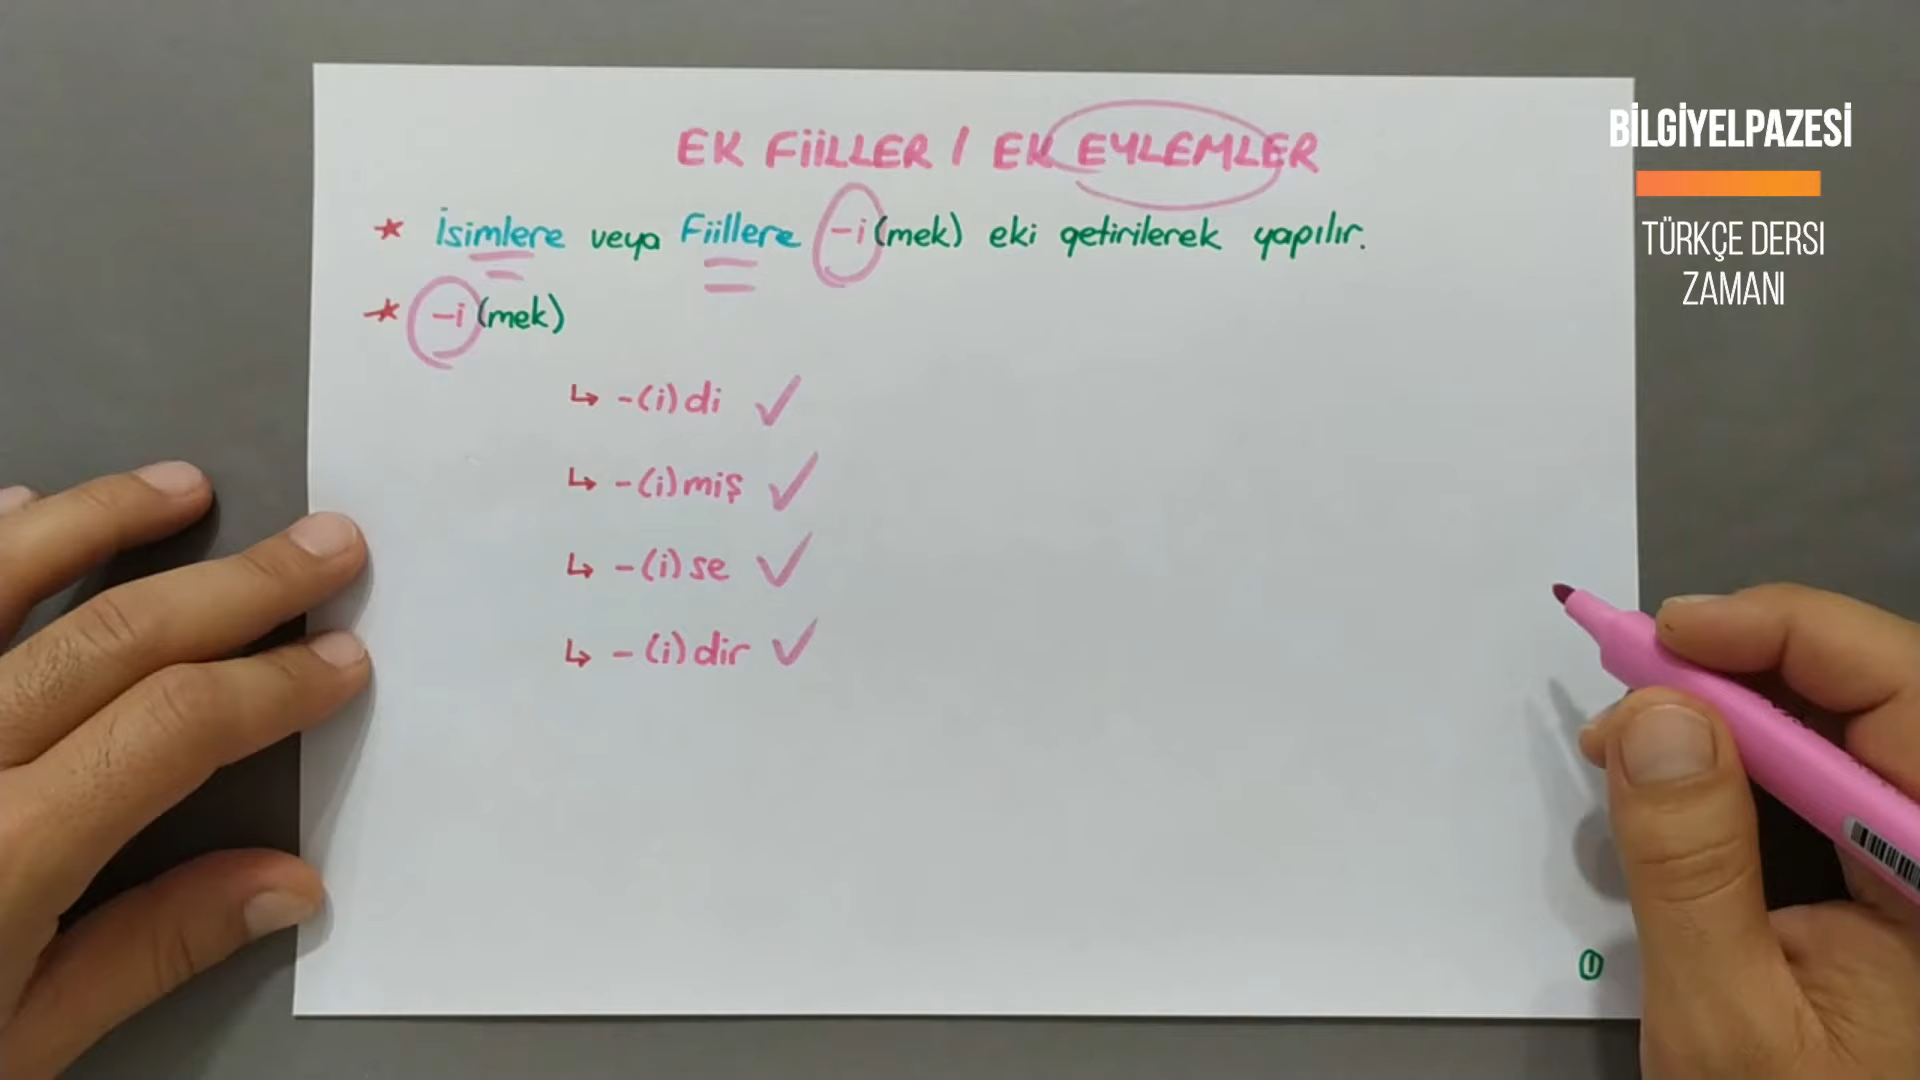 EK FİİLLER / EK EYLEMLER
★ İsimlere veya Fiillere -i(mek) eki getirilerek yapılır.
★ -i(mek)
↳ -(i)di ✓
↳ -(i)miş ✓
↳ -(i)se ✓
↳ -(i)dir ✓
①
BİLGİYELPAZESİ
TÜRKÇE DERSI
ZAMANI